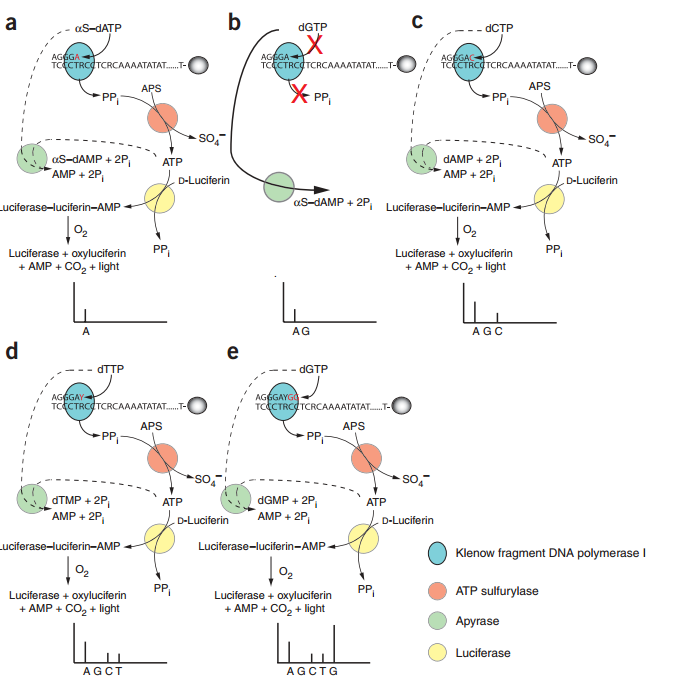 a
αS–dATP
AGGGA
TCCCTRCCTCRCAAAATATAT......T-
APS
PPi
SO4–
αS–dAMP + 2Pi
AMP + 2Pi
ATP
D-Luciferin
Luciferase–luciferin–AMP
O2
PPi
Luciferase + oxyluciferin
+ AMP + CO2 + light
A
b
dGTP
X
AGGGA
TCCCTRCCTCRCAAAATATAT......T-
X
PPi
αS–dAMP + 2Pi
A G
c
dCTP
AGGGAC
TCCCTRCCTCRCAAAATATAT......T-
APS
PPi
SO4–
dAMP + 2Pi
AMP + 2Pi
ATP
D-Luciferin
Luciferase–luciferin–AMP
O2
PPi
Luciferase + oxyluciferin
+ AMP + CO2 + light
A G C
d
dTTP
AGGGAY
TCCCTRCCTCRCAAAATATAT......T-
APS
PPi
SO4–
dTMP + 2Pi
AMP + 2Pi
ATP
D-Luciferin
Luciferase–luciferin–AMP
O2
PPi
Luciferase + oxyluciferin
+ AMP + CO2 + light
A G C T
e
dGTP
AGGGAYGG
TCCCTRCCTCRCAAAATATAT......T-
APS
PPi
SO4–
dGMP + 2Pi
AMP + 2Pi
ATP
D-Luciferin
Luciferase–luciferin–AMP
O2
PPi
Luciferase + oxyluciferin
+ AMP + CO2 + light
A G C T G
Klenow fragment DNA polymerase I
ATP sulfurylase
Apyrase
Luciferase